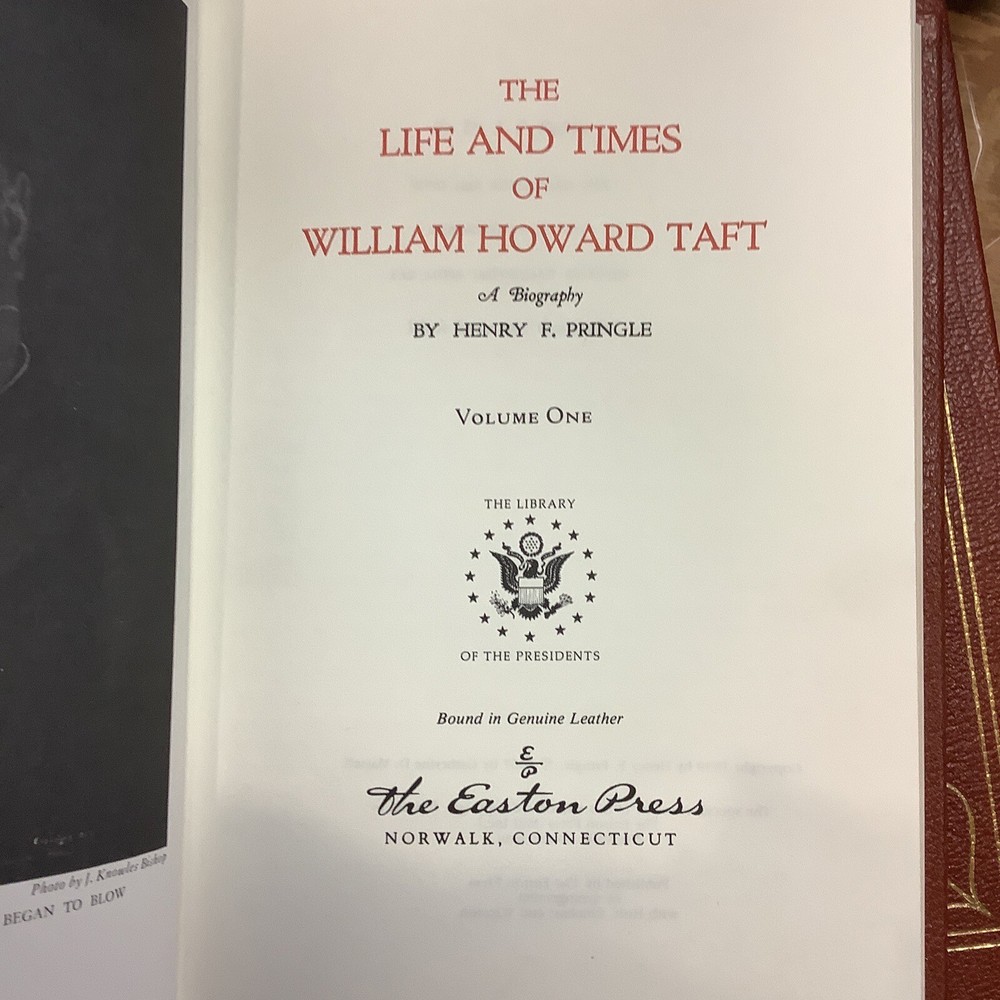 Photo by J. Knowles Bishop
BEGAN TO BLOW
THE
LIFE AND TIMES
OF
WILLIAM HOWARD TAFT
A Biography
BY HENRY F. PRINGLE
VOLUME ONE
THE LIBRARY
OF THE PRESIDENTS
Bound in Genuine Leather
EP
The Easton Press
NORWALK, CONNECTICUT